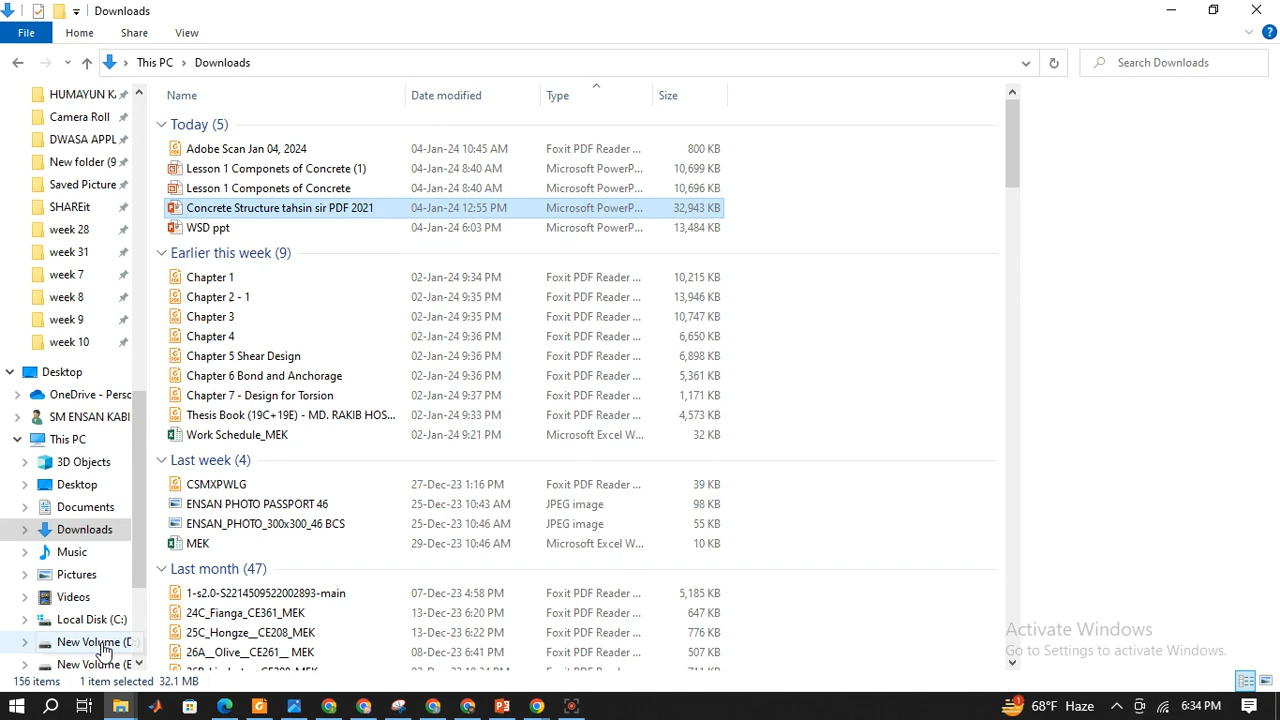 Downloads
File Home Share View
This PC Downloads Search Downloads
HUMAYUN K
Camera Roll
DWASA APPL
New folder (9
Saved Picture
SHAREit
week 28
week 31
week 7
week 8
week 9
week 10
Desktop
OneDrive - Perso
SM ENSAN KABI
This PC
3D Objects
Desktop
Documents
Downloads
Music
Pictures
Videos
Local Disk (C:)
New Volume (D:
New Volume (E
Name Date modified Type Size
Today (5)
Adobe Scan Jan 04, 2024 04-Jan-24 10:45 AM Foxit PDF Reader ... 800 KB
Lesson 1 Componets of Concrete (1) 04-Jan-24 8:40 AM Microsoft PowerP... 10,699 KB
Lesson 1 Componets of Concrete 04-Jan-24 8:40 AM Microsoft PowerP... 10,696 KB
Concrete Structure tahsin sir PDF 2021 04-Jan-24 12:55 PM Microsoft PowerP... 32,943 KB
WSD ppt 04-Jan-24 6:03 PM Microsoft PowerP... 13,484 KB
Earlier this week (9)
Chapter 1 02-Jan-24 9:34 PM Foxit PDF Reader ... 10,215 KB
Chapter 2 - 1 02-Jan-24 9:35 PM Foxit PDF Reader ... 13,946 KB
Chapter 3 02-Jan-24 9:35 PM Foxit PDF Reader ... 10,747 KB
Chapter 4 02-Jan-24 9:36 PM Foxit PDF Reader ... 6,650 KB
Chapter 5 Shear Design 02-Jan-24 9:36 PM Foxit PDF Reader ... 6,898 KB
Chapter 6 Bond and Anchorage 02-Jan-24 9:36 PM Foxit PDF Reader ... 5,361 KB
Chapter 7 - Design for Torsion 02-Jan-24 9:37 PM Foxit PDF Reader ... 1,171 KB
Thesis Book (19C+19E) - MD. RAKIB HOS... 02-Jan-24 9:33 PM Foxit PDF Reader ... 4,573 KB
Work Schedule_MEK 02-Jan-24 9:21 PM Microsoft Excel W... 32 KB
Last week (4)
CSMXPWLG 27-Dec-23 1:16 PM Foxit PDF Reader ... 39 KB
ENSAN PHOTO PASSPORT 46 25-Dec-23 10:43 AM JPEG image 98 KB
ENSAN_PHOTO_300x300_46 BCS 25-Dec-23 10:46 AM JPEG image 55 KB
MEK 29-Dec-23 10:46 AM Microsoft Excel W... 10 KB
Last month (47)
1-s2.0-S2214509522002893-main 07-Dec-23 4:58 PM Foxit PDF Reader ... 5,185 KB
24C_Fianga_CE361_MEK 13-Dec-23 6:20 PM Foxit PDF Reader ... 647 KB
25C_Hongze__CE208_MEK 13-Dec-23 6:22 PM Foxit PDF Reader ... 776 KB
26A__Olive__CE261__ MEK 08-Dec-23 6:41 PM Foxit PDF Reader ... 507 KB
Activate Windows
Go to Settings to activate Windows.
156 items 1 item selected 32.1 MB
68°F Haze 6:34 PM